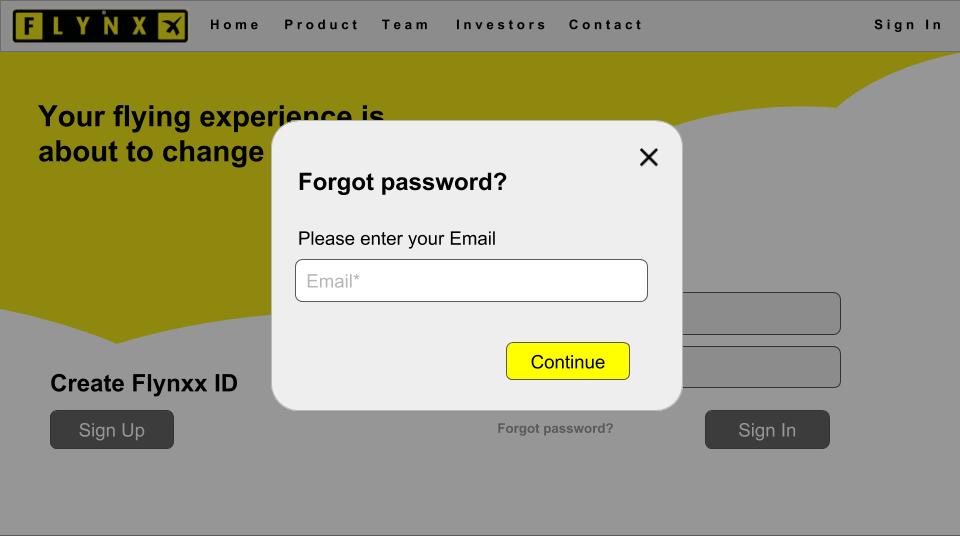 FLYNX
Home Product Team Investors Contact Sign In
Your flying experience is
about to change
Forgot password?
Please enter your Email
Email*
Continue
Create Flynxx ID
Sign Up
Forgot password?
Sign In